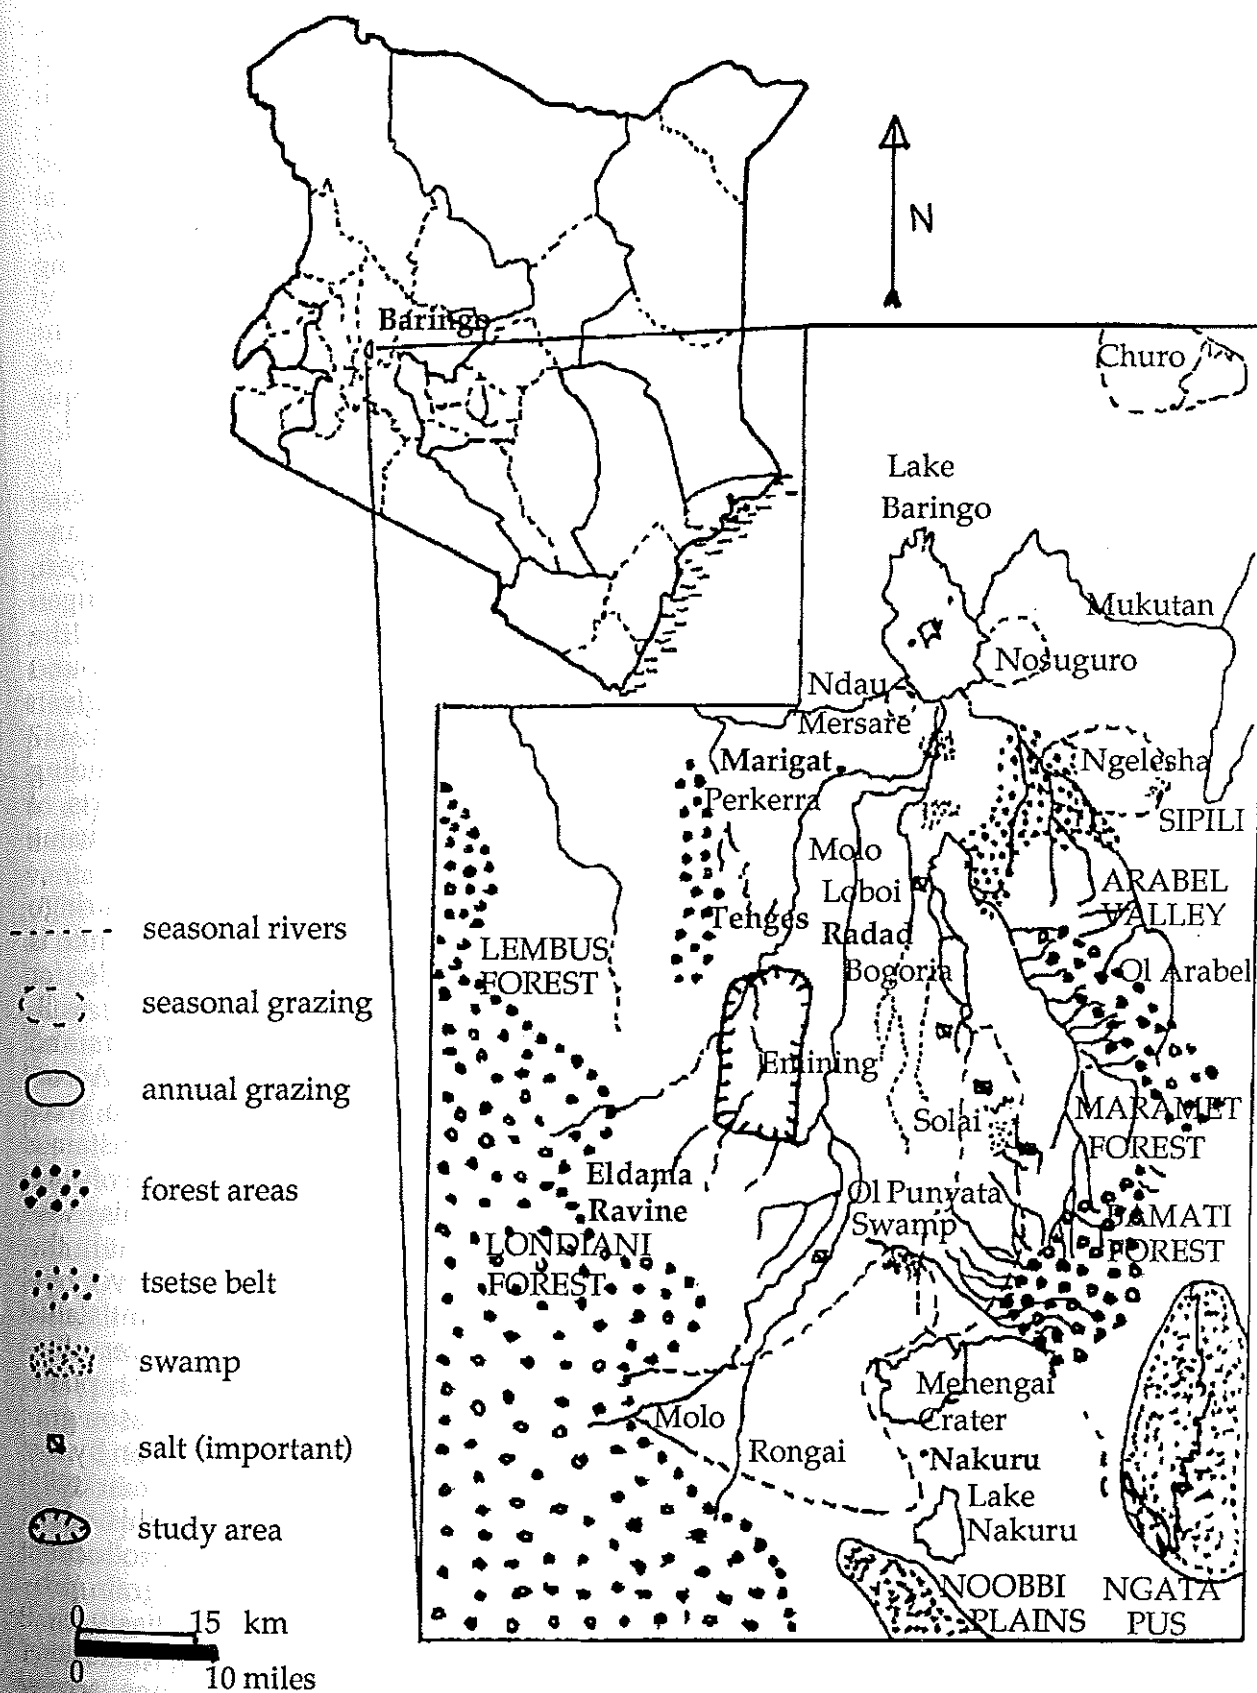 N
Baringo
Churo
Lake
Baringo
Mukutan
Nosuguro
Ndau
Mersare
Marigat
Ngelesha
Perkerra
SIPILI
Molo
Loboi
ARABEL
VALLEY
Tenges
Radad
seasonal rivers
LEMBUS
FOREST
Bogoria
Ol Arabel
seasonal grazing
Emining
annual grazing
Solai
MARAMET
FOREST
forest areas
Eldama
Ravine
Ol Punyata
Swamp
BAMATI
FOREST
LONDIANI
FOREST
tsetse belt
swamp
Menengai
Crater
Molo
salt (important)
Rongai
Nakuru
Lake
Nakuru
study area
NOOBBI
PLAINS
NGATA
PUS
0 15 km
0 10 miles